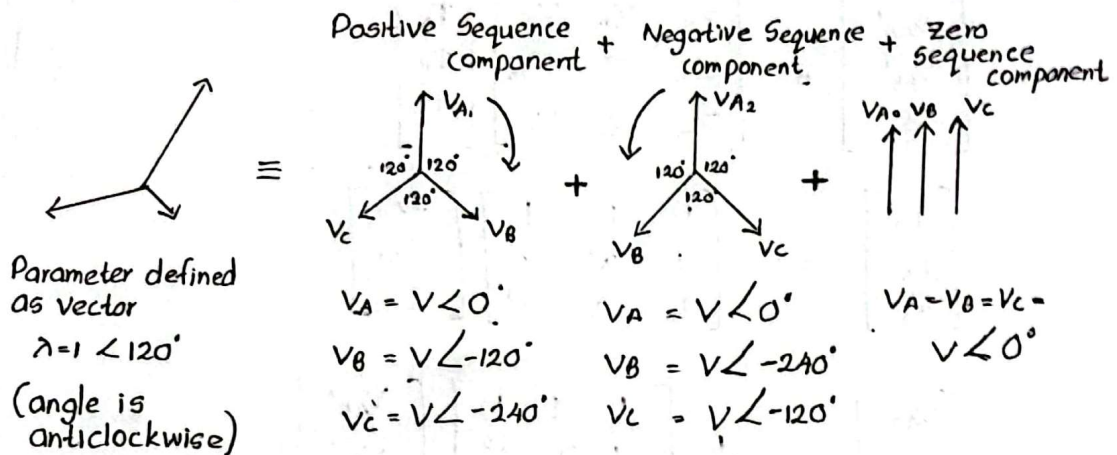 Positive Sequence component + Negative Sequence component + Zero sequence component
VA1
120° 120°
120°
VC VB
≡
+
VA2
120° 120°
120°
VB VC
+
VA0 VB VC
Parameter defined
as vector
λ=1 ∠120°
(angle is
anticlockwise)
VA = V∠0°
VB = V∠-120°
VC = V∠-240°
VA = V∠0°
VB = V∠-240°
VC = V∠-120°
VA=VB=VC=
V∠0°